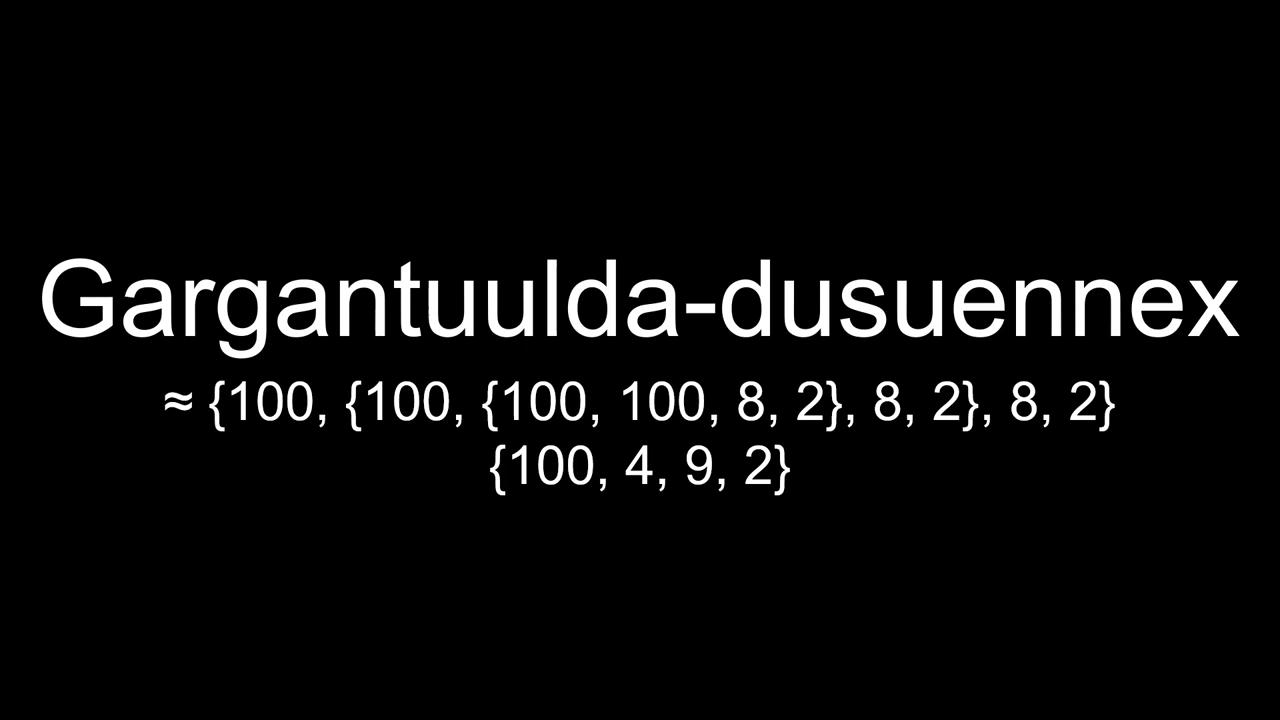 Gargantuulda-dusuennex
≈ {100, {100, {100, 100, 8, 2}, 8, 2}, 8, 2}
{100, 4, 9, 2}